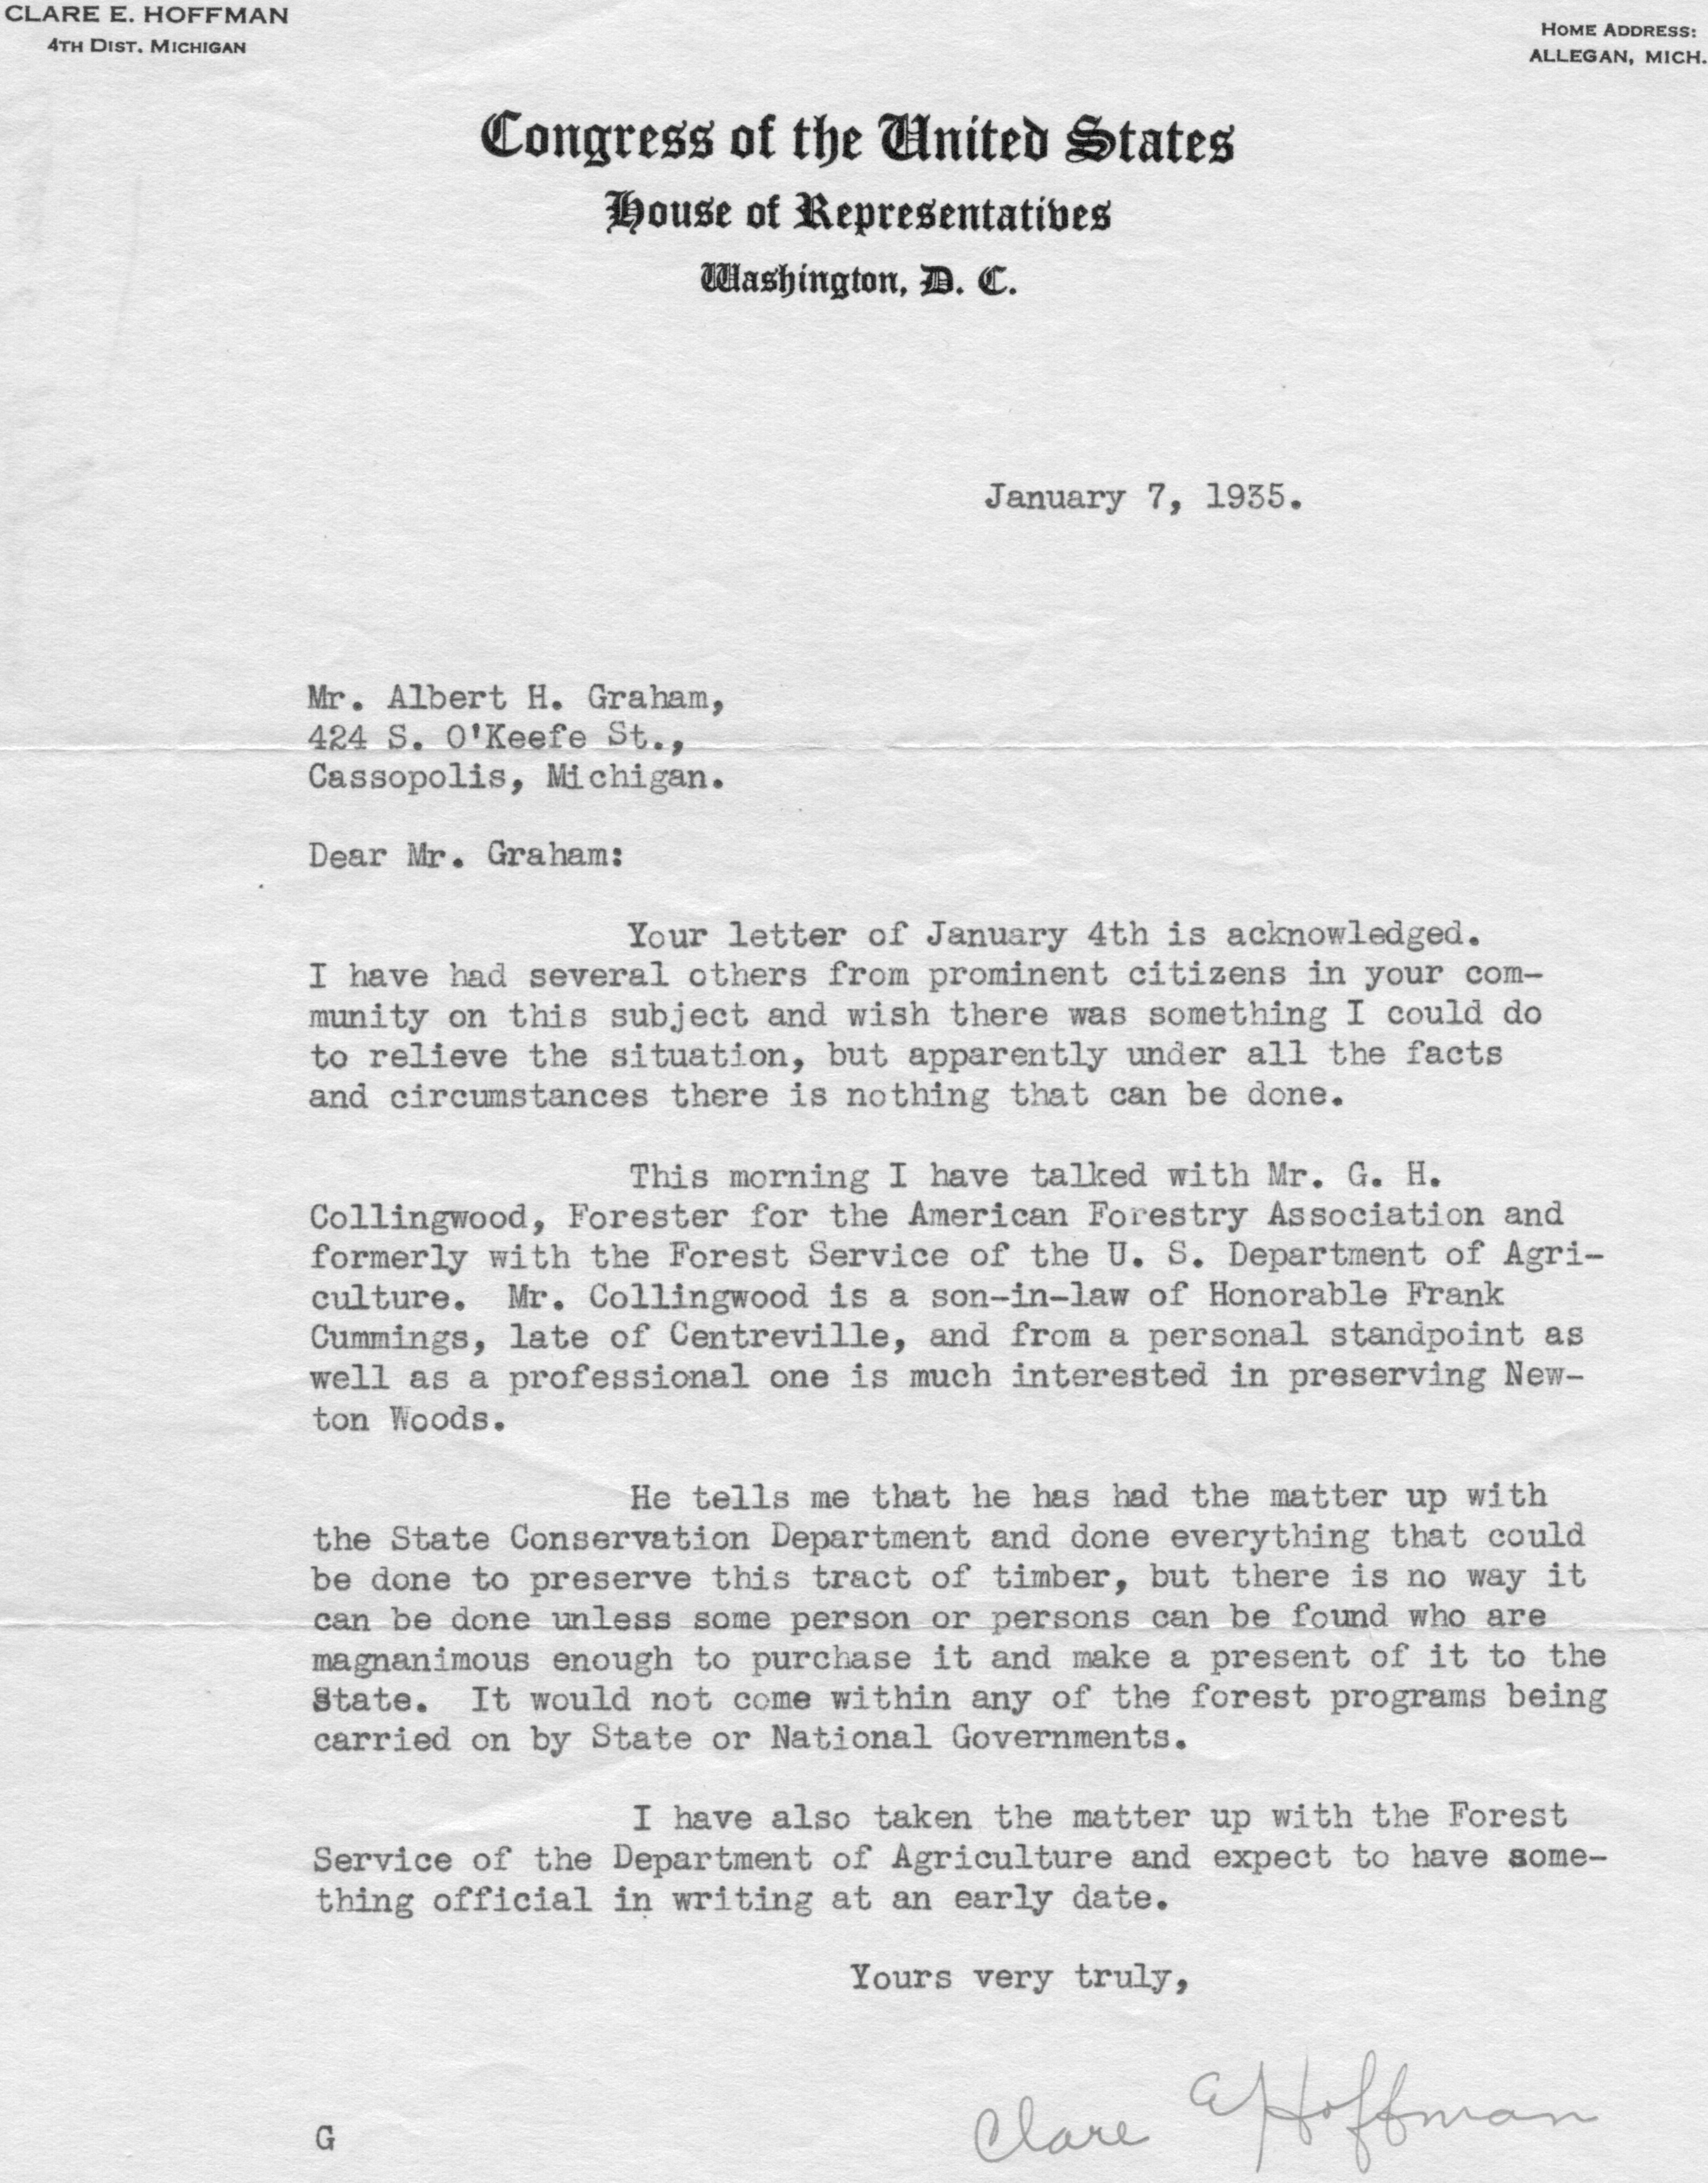 CLARE E. HOFFMAN
4TH DIST. MICHIGAN
HOME ADDRESS:
ALLEGAN, MICH.
Congress of the United States
House of Representatives
Washington, D. C.
January 7, 1935.
Mr. Albert H. Graham,
424 S. O'Keefe St.,
Cassopolis, Michigan.
Dear Mr. Graham:
Your letter of January 4th is acknowledged.
I have had several others from prominent citizens in your com-
munity on this subject and wish there was something I could do
to relieve the situation, but apparently under all the facts
and circumstances there is nothing that can be done.
This morning I have talked with Mr. G. H.
Collingwood, Forester for the American Forestry Association and
formerly with the Forest Service of the U. S. Department of Agri-
culture. Mr. Collingwood is a son-in-law of Honorable Frank
Cummings, late of Centreville, and from a personal standpoint as
well as a professional one is much interested in preserving New-
ton Woods.
He tells me that he has had the matter up with
the State Conservation Department and done everything that could
be done to preserve this tract of timber, but there is no way it
can be done unless some person or persons can be found who are
magnanimous enough to purchase it and make a present of it to the
State. It would not come within any of the forest programs being
carried on by State or National Governments.
I have also taken the matter up with the Forest
Service of the Department of Agriculture and expect to have some-
thing official in writing at an early date.
Yours very truly,
Clare E Hoffman
G